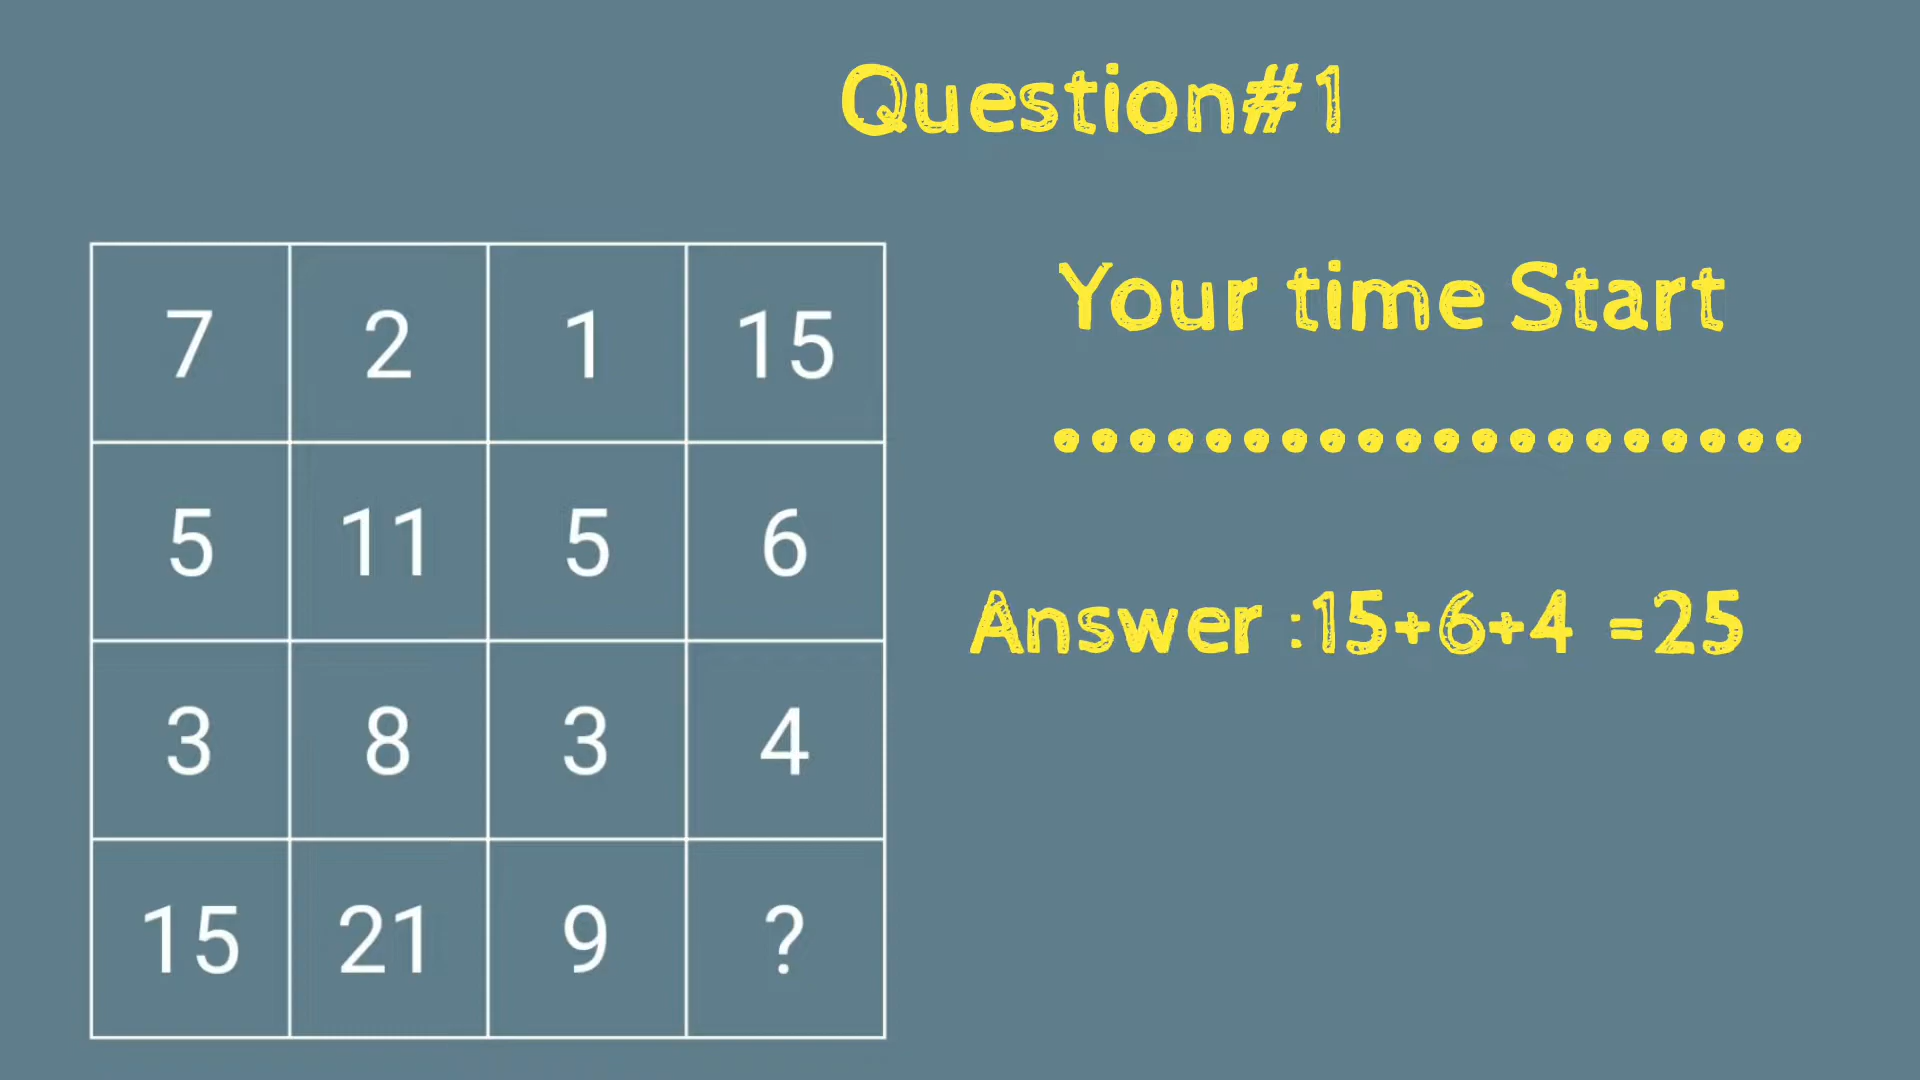 Question#1
Your time Start
....................
7 2 1 15
5 11 5 6
3 8 3 4
15 21 9 ?
Answer :15+6+4 =25